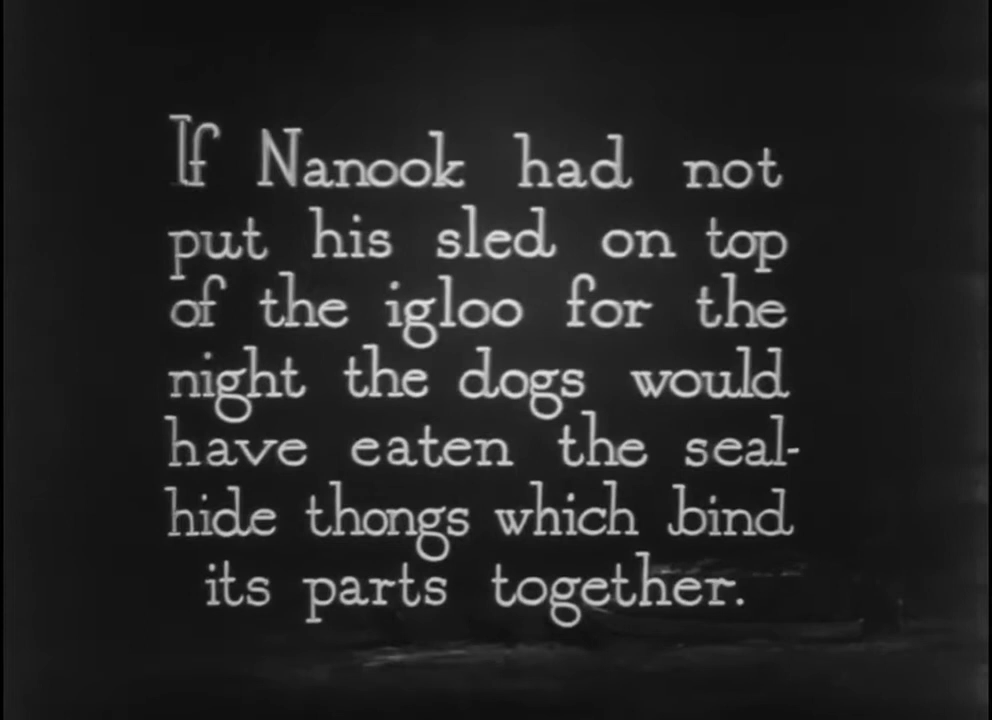 If Nanook had not
put his sled on top
of the igloo for the
night the dogs would
have eaten the seal-
hide thongs which bind
its parts together.